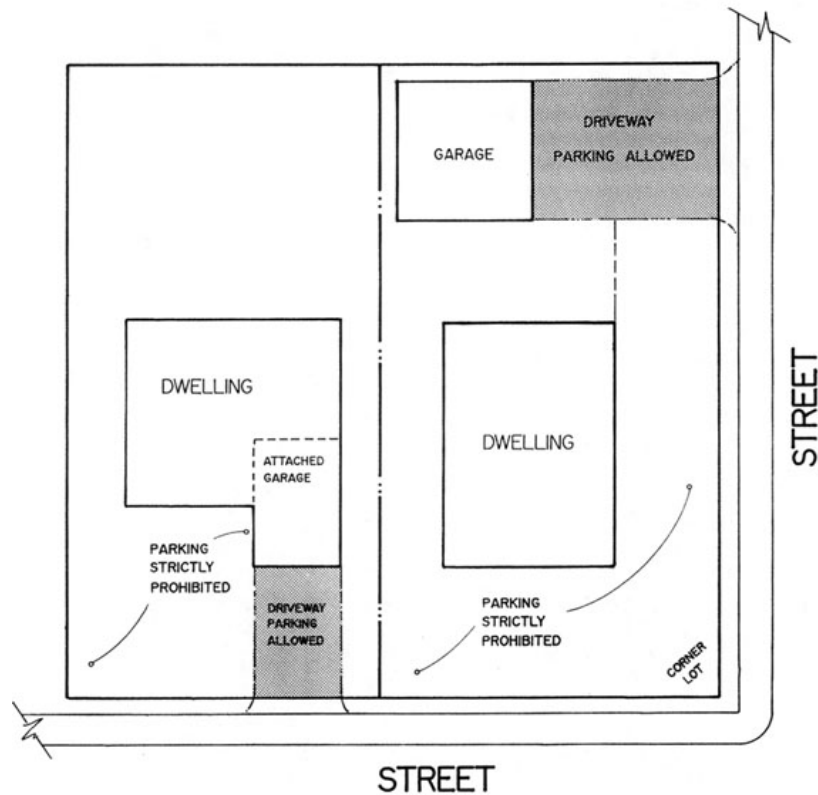 DRIVEWAY
PARKING ALLOWED
GARAGE
DWELLING
ATTACHED
GARAGE
DWELLING
STREET
PARKING
STRICTLY
PROHIBITED
DRIVEWAY
PARKING
ALLOWED
PARKING
STRICTLY
PROHIBITED
CORNER
LOT
STREET